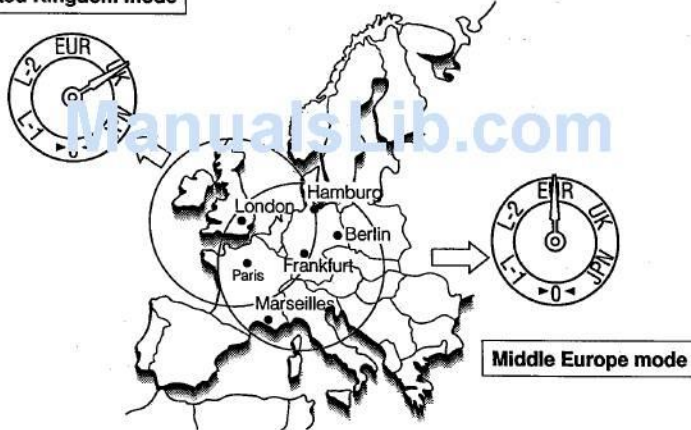 Kingdom mode
EUR
UK
L-2
L-1
ManualsLib.com
Hamburg
London
Berlin
Frankfurt
Paris
Marseilles
EUR
UK
JPN
►0◄
L-1
L-2
Middle Europe mode